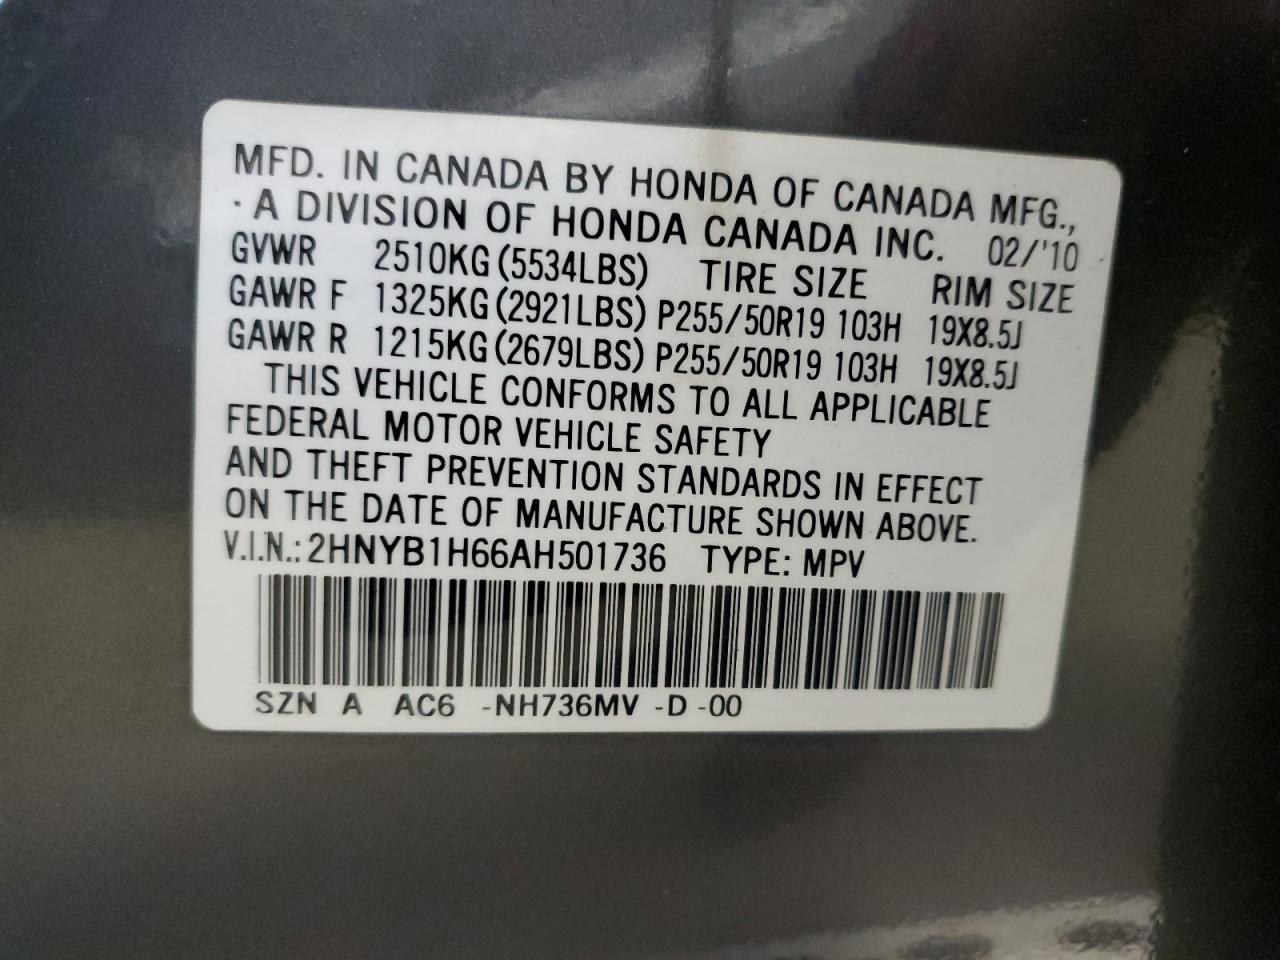 MFD. IN CANADA BY HONDA OF CANADA MFG.,
· A DIVISION OF HONDA CANADA INC. 02/'10
GVWR 2510KG (5534LBS) TIRE SIZE RIM SIZE
GAWR F 1325KG (2921LBS) P255/50R19 103H 19X8.5J
GAWR R 1215KG (2679LBS) P255/50R19 103H 19X8.5J
THIS VEHICLE CONFORMS TO ALL APPLICABLE
FEDERAL MOTOR VEHICLE SAFETY
AND THEFT PREVENTION STANDARDS IN EFFECT
ON THE DATE OF MANUFACTURE SHOWN ABOVE.
V.I.N.: 2HNYB1H66AH501736 TYPE: MPV
SZN A AC6 -NH736MV -D -00